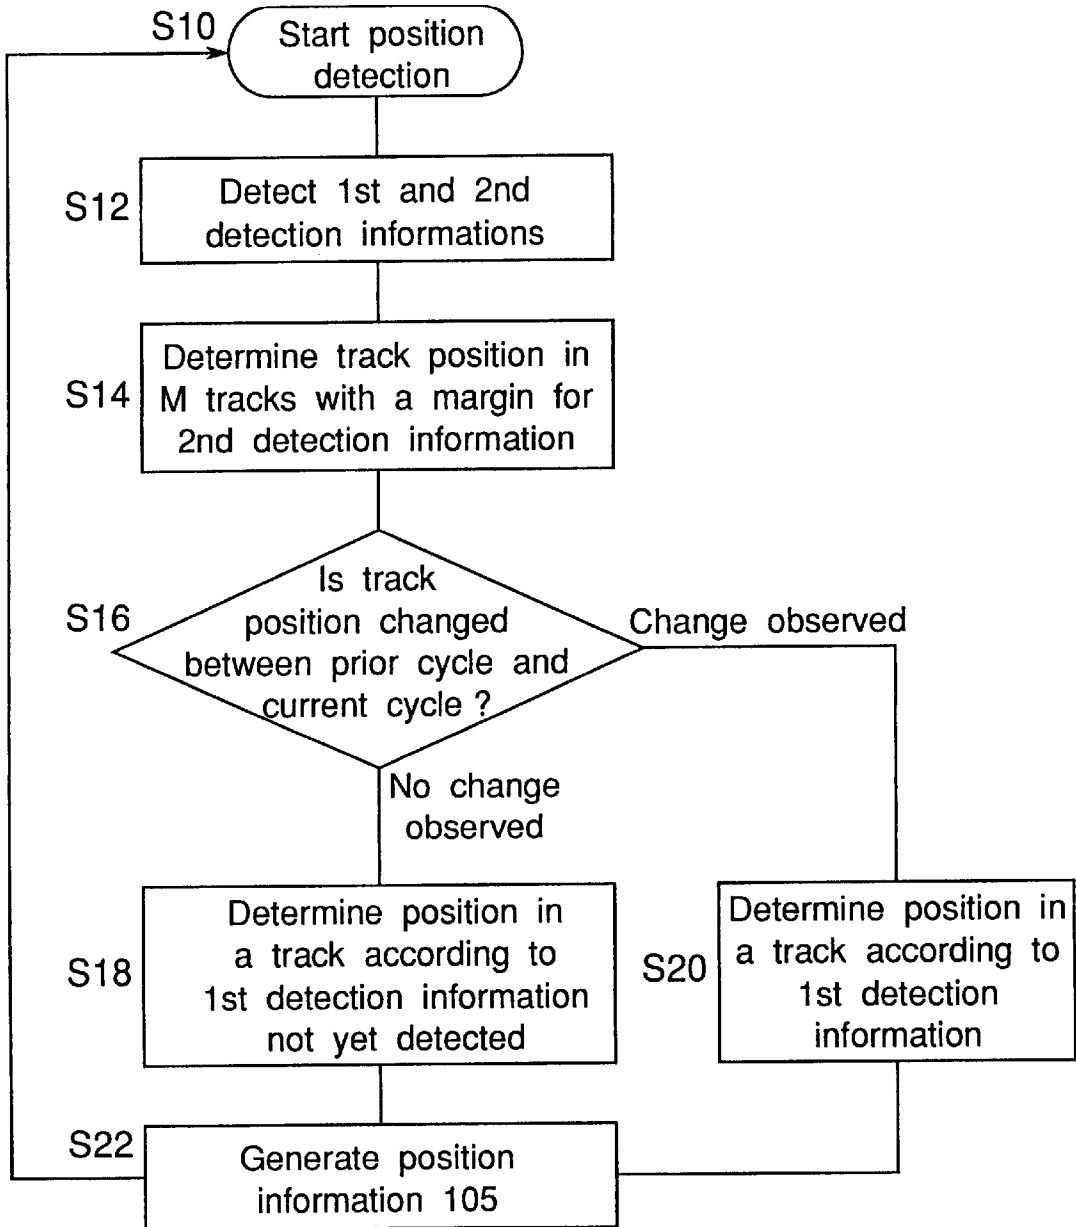 S10
Start position
detection
S12
Detect 1st and 2nd
detection informations
S14
Determine track position in
M tracks with a margin for
2nd detection information
S16
Is track
position changed
between prior cycle and
current cycle ?
Change observed
No change
observed
S18
Determine position in
a track according to
1st detection information
not yet detected
S20
Determine position in
a track according to
1st detection
information
S22
Generate position
information 105